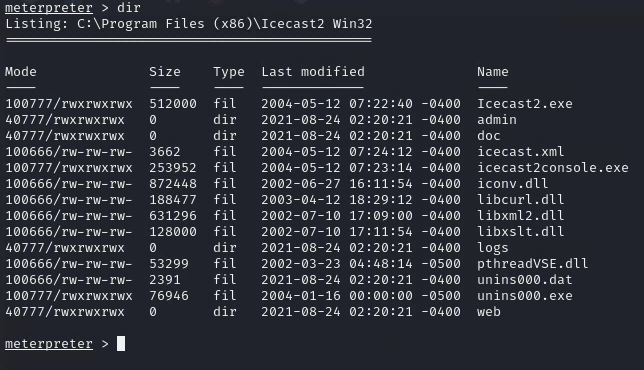 meterpreter > dir
Listing: C:\Program Files (x86)\Icecast2 Win32
==============================================
Mode Size Type Last modified Name
---- ---- ---- ------------- ----
100777/rwxrwxrwx 512000 fil 2004-05-12 07:22:40 -0400 Icecast2.exe
40777/rwxrwxrwx 0 dir 2021-08-24 02:20:21 -0400 admin
40777/rwxrwxrwx 0 dir 2021-08-24 02:20:21 -0400 doc
100666/rw-rw-rw- 3662 fil 2004-05-12 07:24:12 -0400 icecast.xml
100777/rwxrwxrwx 253952 fil 2004-05-12 07:23:14 -0400 icecast2console.exe
100666/rw-rw-rw- 872448 fil 2002-06-27 16:11:54 -0400 iconv.dll
100666/rw-rw-rw- 188477 fil 2003-04-12 18:29:12 -0400 libcurl.dll
100666/rw-rw-rw- 631296 fil 2002-07-10 17:09:00 -0400 libxml2.dll
100666/rw-rw-rw- 128000 fil 2002-07-10 17:11:54 -0400 libxslt.dll
40777/rwxrwxrwx 0 dir 2021-08-24 02:20:21 -0400 logs
100666/rw-rw-rw- 53299 fil 2002-03-23 04:48:14 -0500 pthreadVSE.dll
100666/rw-rw-rw- 2391 fil 2021-08-24 02:20:21 -0400 unins000.dat
100777/rwxrwxrwx 76946 fil 2004-01-16 00:00:00 -0500 unins000.exe
40777/rwxrwxrwx 0 dir 2021-08-24 02:20:21 -0400 web
meterpreter >